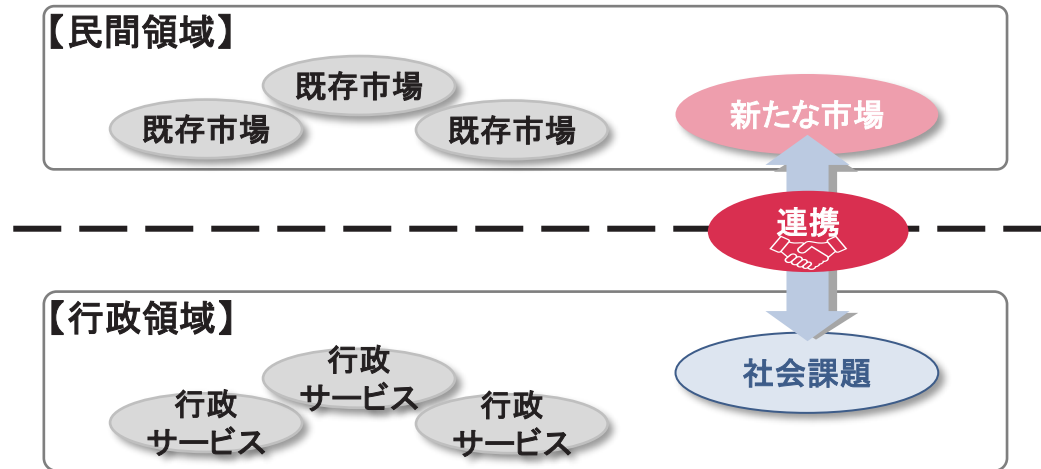 【民間領域】
既存市場
既存市場
既存市場
新たな市場
連携
【行政領域】
行政
サービス
行政
サービス
行政
サービス
社会課題